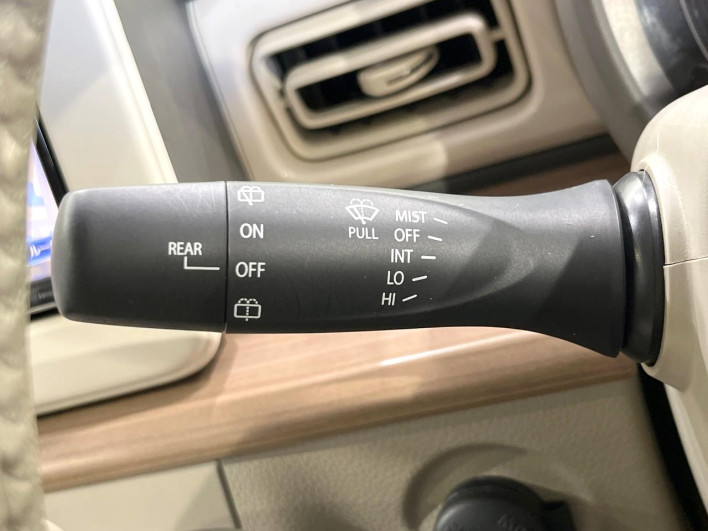 REAR
ON
OFF
PULL
MIST
OFF
INT
LO
HI